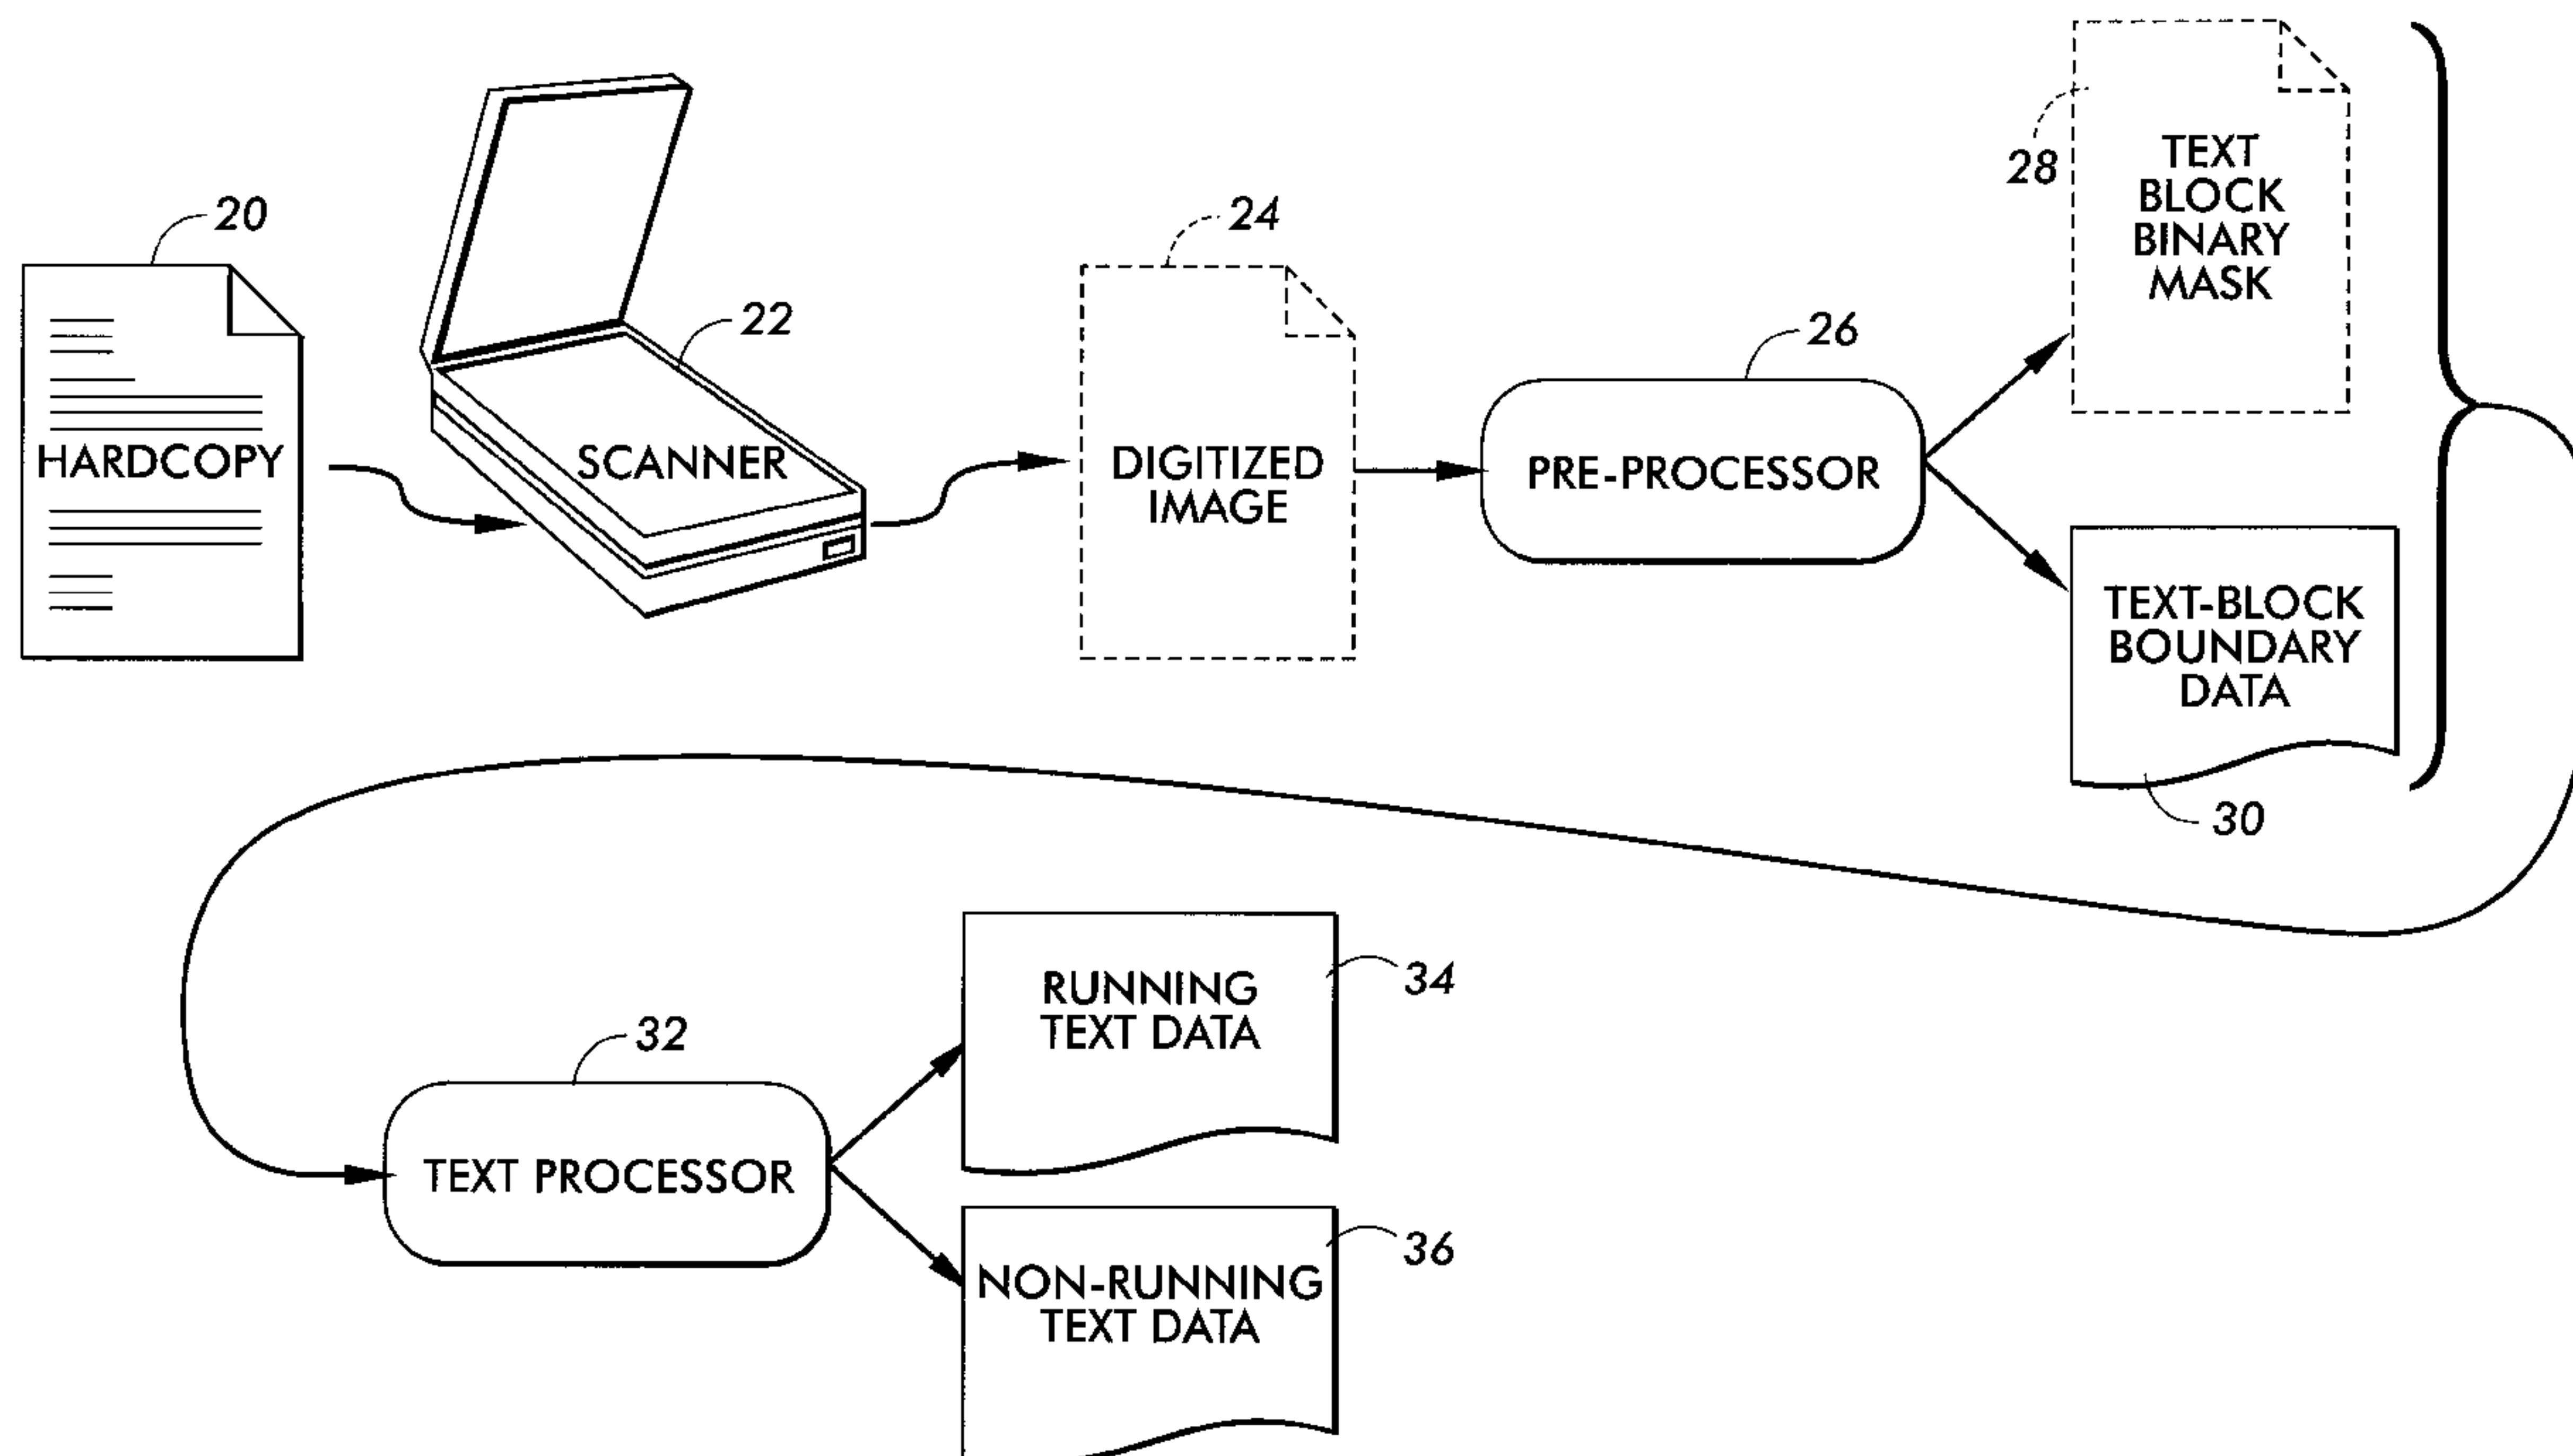 20
HARDCOPY
22
SCANNER
24
DIGITIZED
IMAGE
26
PRE-PROCESSOR
28
TEXT
BLOCK
BINARY
MASK
TEXT-BLOCK
BOUNDARY
DATA
30
32
TEXT PROCESSOR
RUNNING
TEXT DATA
34
NON-RUNNING
TEXT DATA
36